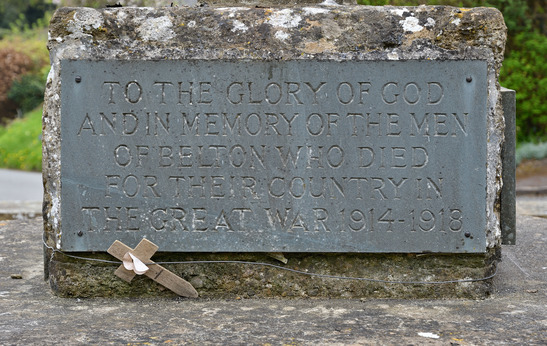 TO THE GLORY OF GOD
AND IN MEMORY OF THE MEN
OF BELTON WHO DIED
FOR THEIR COUNTRY IN
THE GREAT WAR 1914-1918